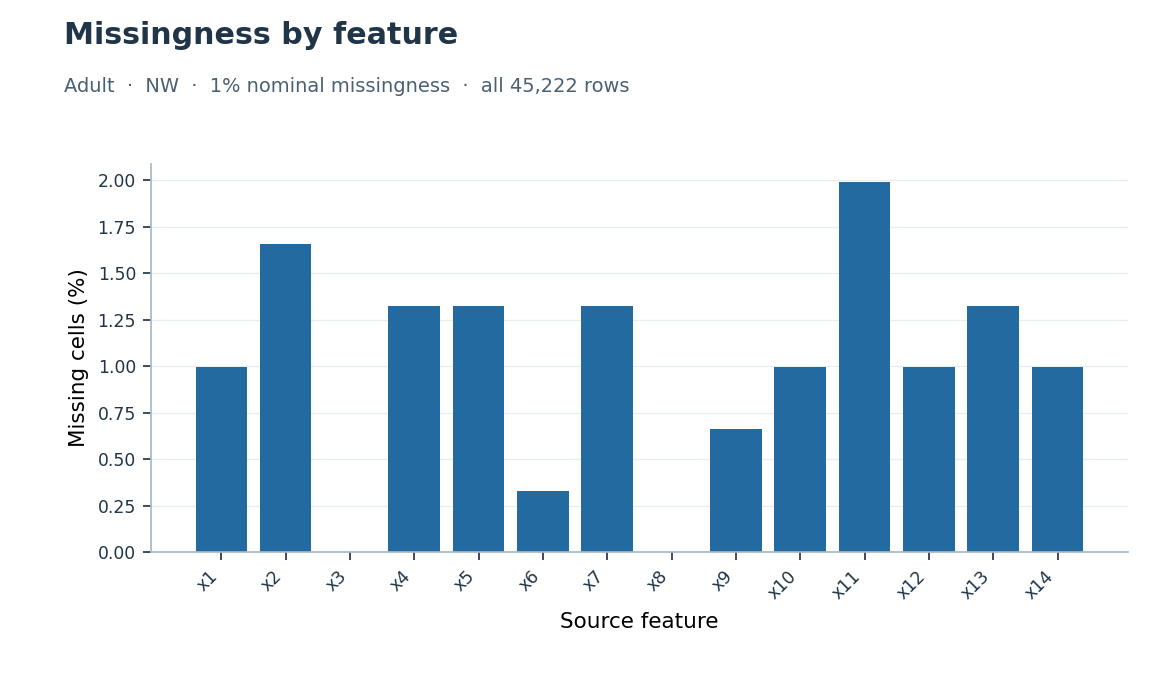 Missingness by feature
Adult · NW · 1% nominal missingness · all 45,222 rows
2.00
1.75
1.50
1.25
1.00
0.75
0.50
0.25
0.00
Missing cells (%)
x1 x2 x3 x4 x5 x6 x7 x8 x9 x10 x11 x12 x13 x14
Source feature